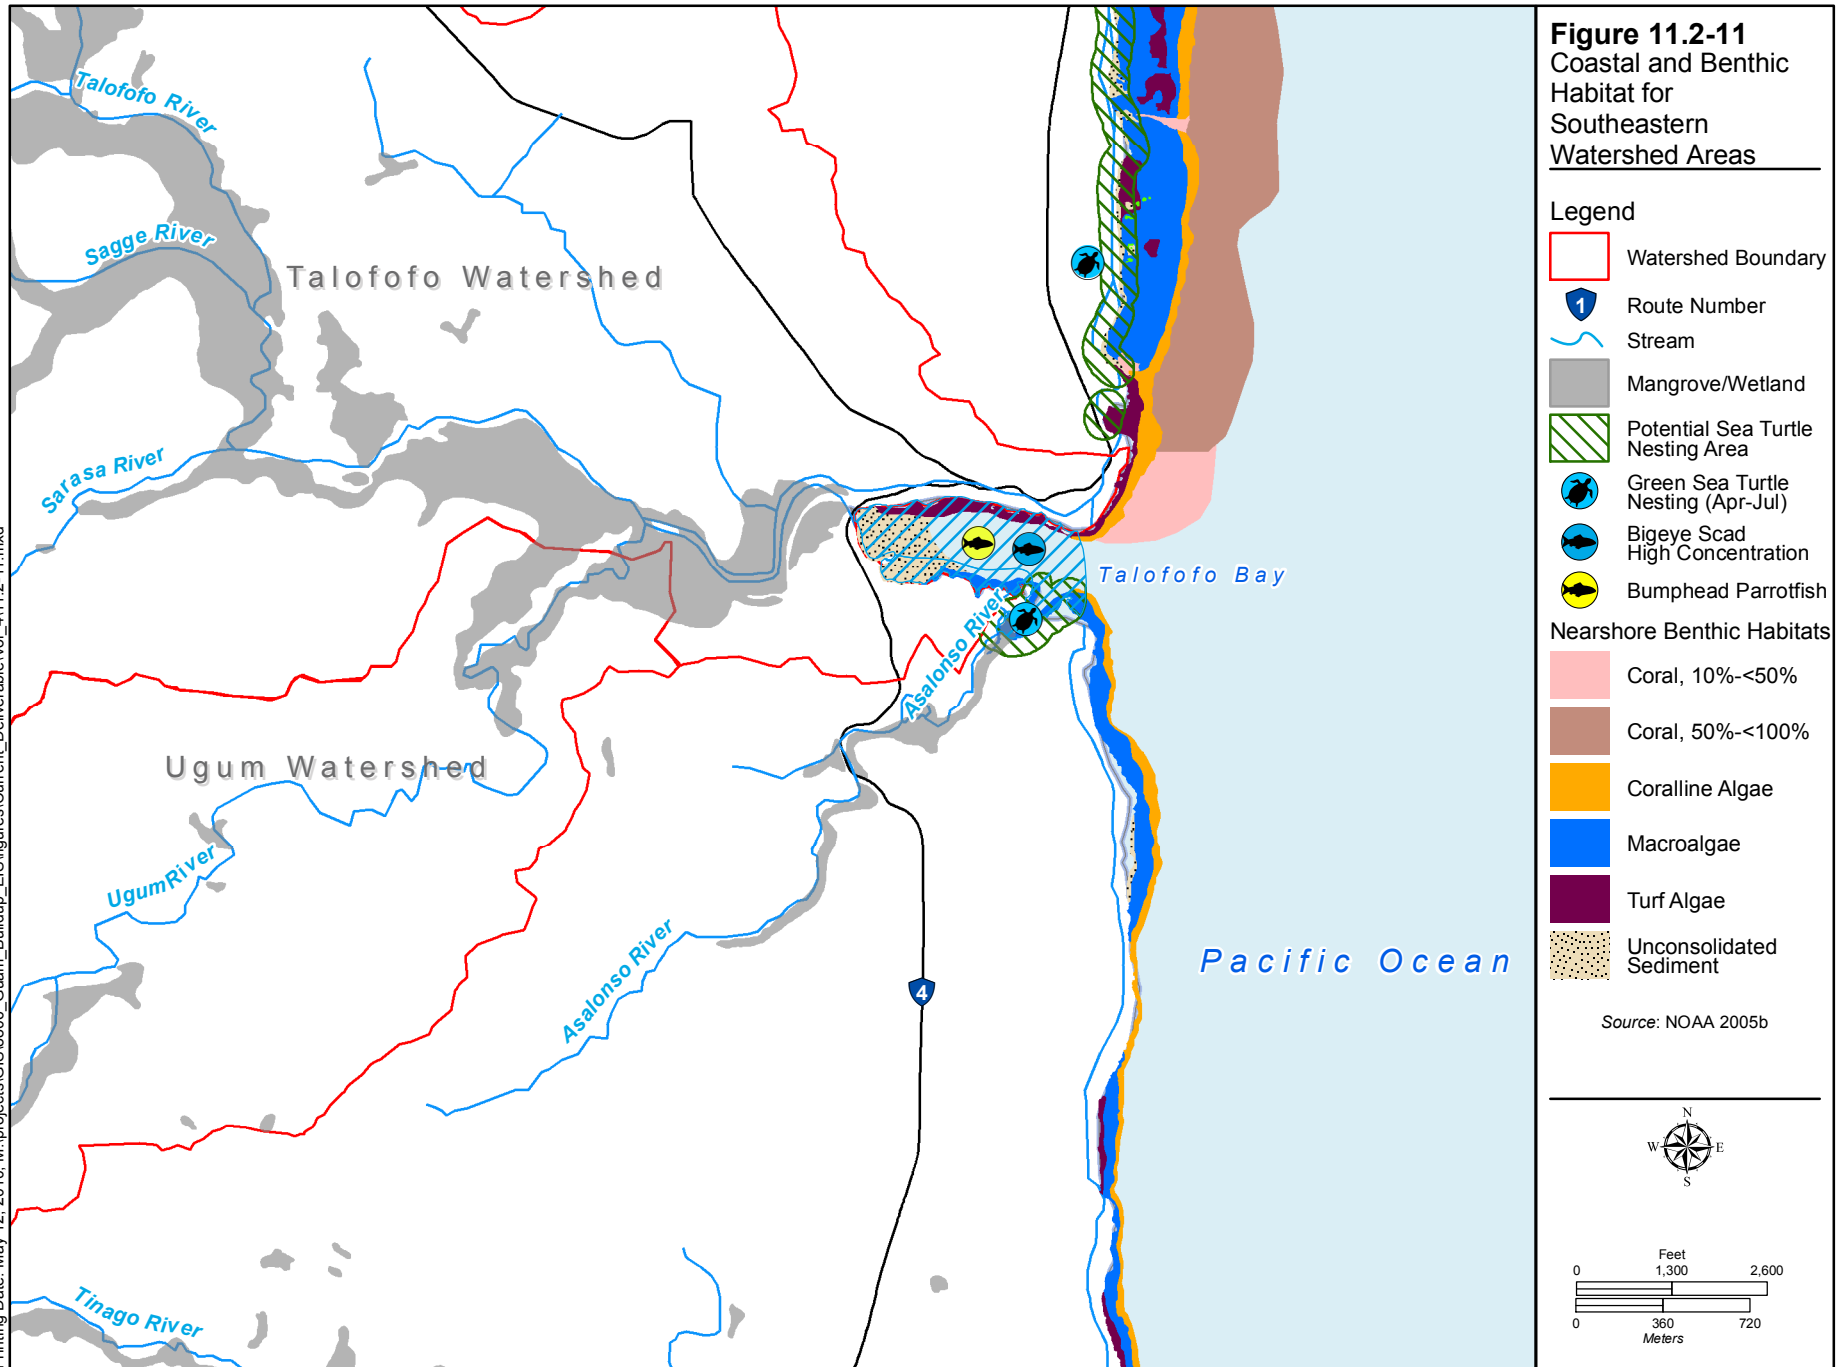 Figure 11.2-11
Coastal and Benthic
Habitat for
Southeastern
Watershed Areas
Legend
Watershed Boundary
1
Route Number
Stream
Mangrove/Wetland
Potential Sea Turtle
Nesting Area
Green Sea Turtle
Nesting (Apr-Jul)
Bigeye Scad
High Concentration
Bumphead Parrotfish
Nearshore Benthic Habitats
Coral, 10%-<50%
Coral, 50%-<100%
Coralline Algae
Macroalgae
Turf Algae
Unconsolidated
Sediment
Source: NOAA 2005b
N
W E
S
Feet
0 1,300 2,600
0 360 720
Meters
Talofofo River
Sagge River
Talofofo Watershed
Sarasa River
Talofofo Bay
Asalonso River
Ugum Watershed
UgumRiver
Asalonso River
4
Pacific Ocean
Tinago River